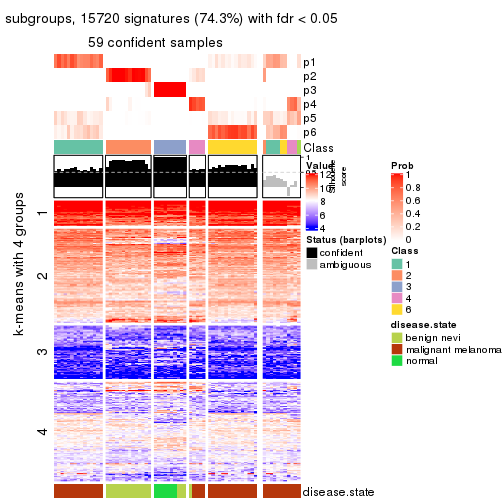 subgroups, 15720 signatures (74.3%) with fdr < 0.05
59 confident samples
p1
p2
p3
p4
p5
p6
Class
1
Value
12
10
8
6
4
score
Prob
1
0.8
0.6
0.4
0.2
0
Status (barplots)
confident
ambiguous
Class
1
2
3
4
6
disease.state
benign nevi
malignant melanoma
normal
k-means with 4 groups
1
2
3
4
disease.state